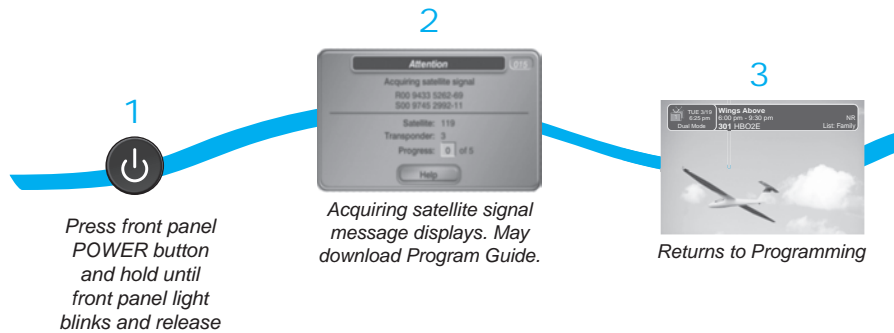 1
Press front panel
POWER button
and hold until
front panel light
blinks and release
2
Attention
015
Acquiring satellite signal
R00 9433 5262-69
S00 9745 2992-11
Satellite: 119
Transponder: 3
Progress: 0 of 5
Help
Acquiring satellite signal
message displays. May
download Program Guide.
3
TUE 3/19
6:25 pm
Dual Mode
Wings Above
6:00 pm - 9:30 pm
NR
301 HBO2E
List: Family
Returns to Programming